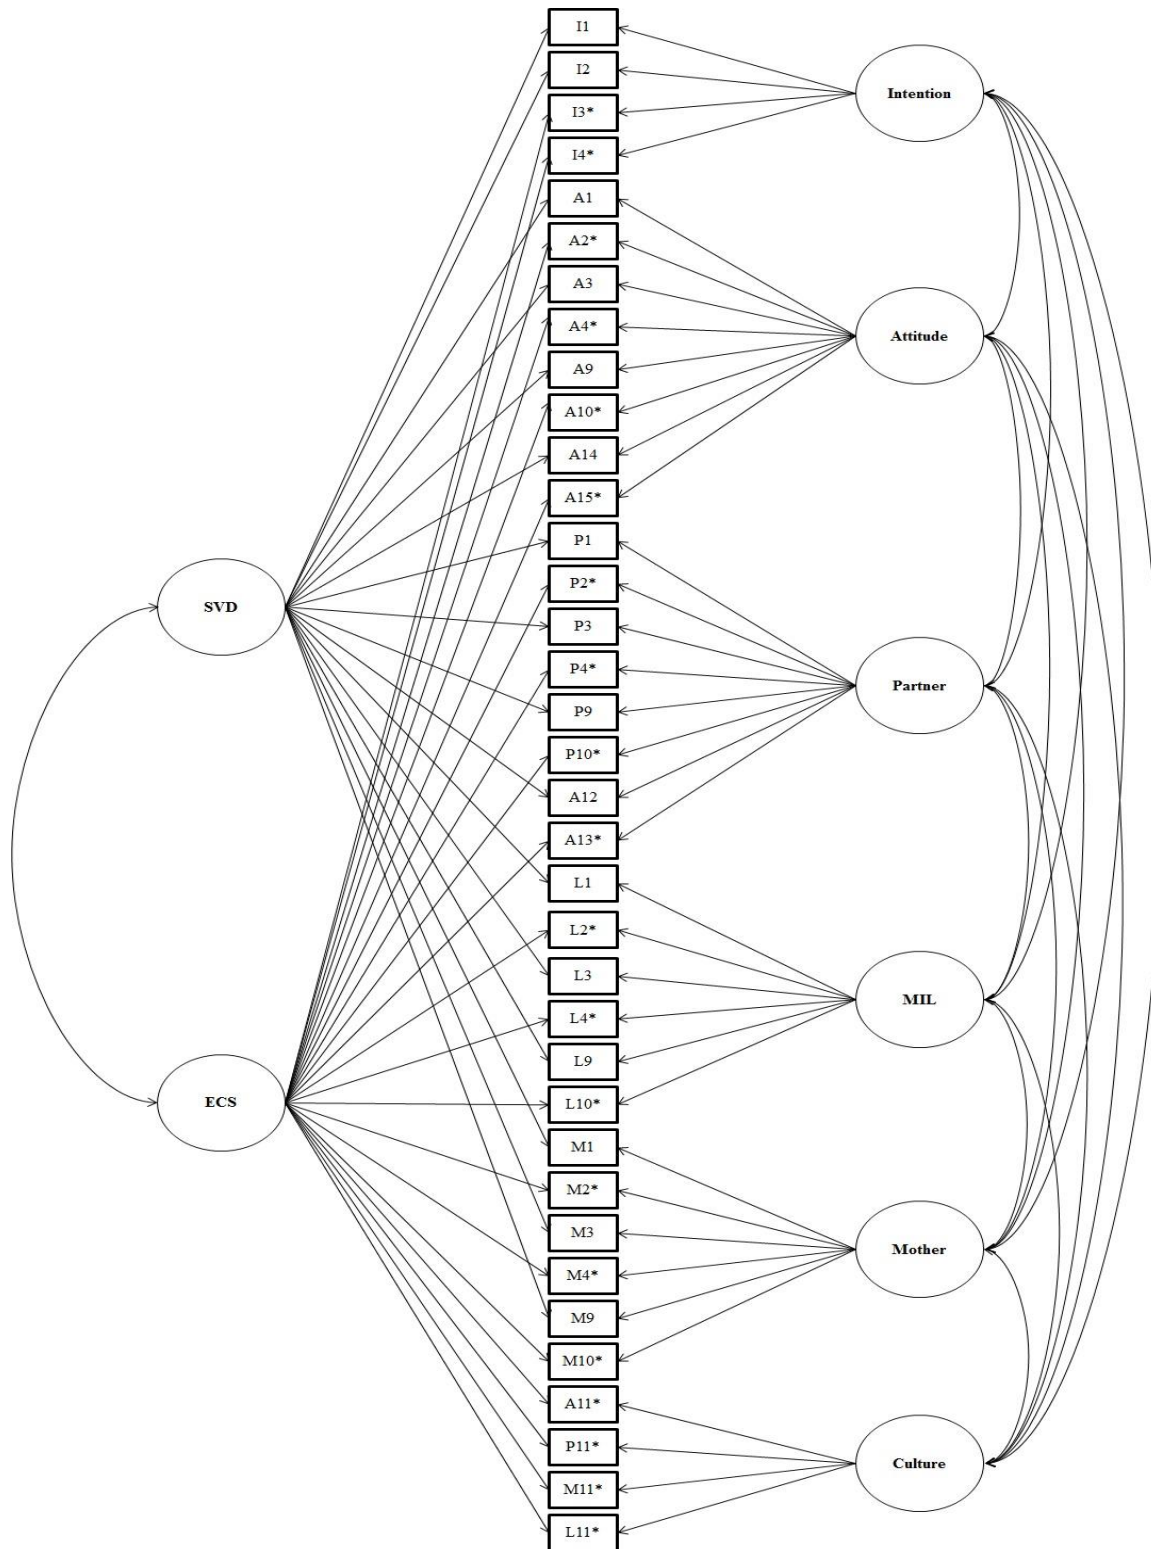 I1
I2
I3*
I4*
A1
A2*
A3
A4*
A9
A10*
A14
A15*
P1
P2*
P3
P4*
P9
P10*
A12
A13*
L1
L2*
L3
L4*
L9
L10*
M1
M2*
M3
M4*
M9
M10*
A11*
P11*
M11*
L11*
SVD
ECS
Intention
Attitude
Partner
MIL
Mother
Culture